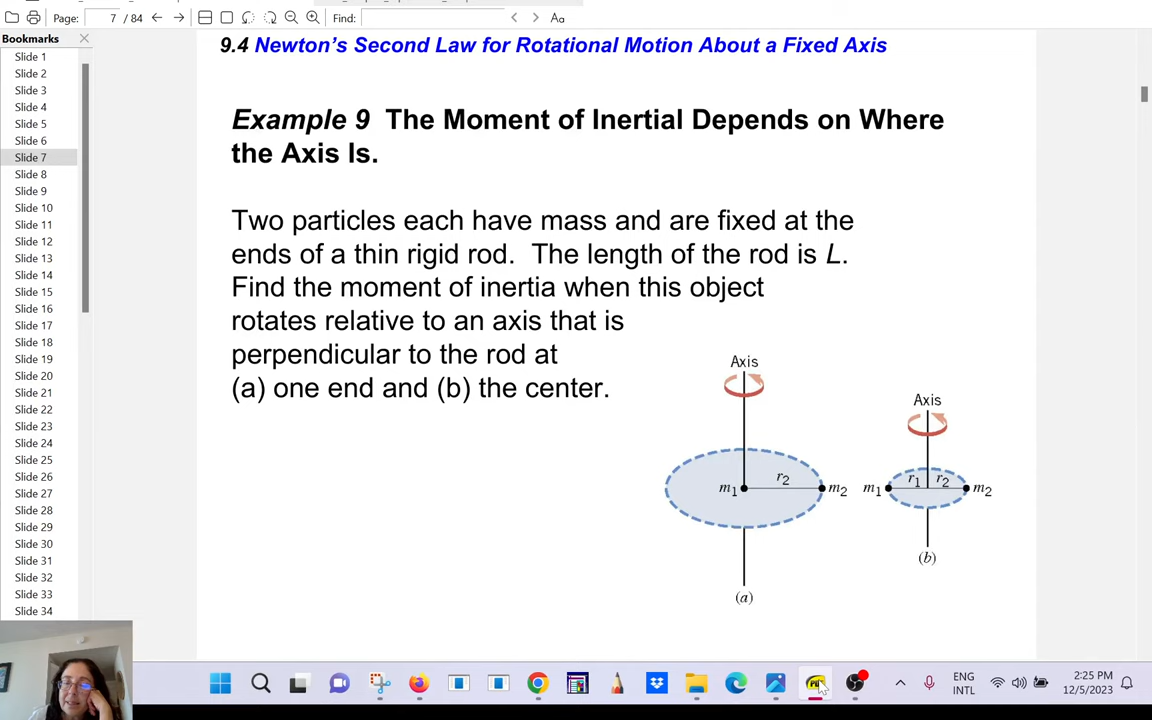 Page: 7 / 84
Find:
Aa
Bookmarks
Slide 1
Slide 2
Slide 3
Slide 4
Slide 5
Slide 6
Slide 7
Slide 8
Slide 9
Slide 10
Slide 11
Slide 12
Slide 13
Slide 14
Slide 15
Slide 16
Slide 17
Slide 18
Slide 19
Slide 20
Slide 21
Slide 22
Slide 23
Slide 24
Slide 25
Slide 26
Slide 27
Slide 28
Slide 29
Slide 30
Slide 31
Slide 32
Slide 33
Slide 34
9.4 Newton’s Second Law for Rotational Motion About a Fixed Axis
Example 9 The Moment of Inertial Depends on Where
the Axis Is.
Two particles each have mass and are fixed at the
ends of a thin rigid rod. The length of the rod is L.
Find the moment of inertia when this object
rotates relative to an axis that is
perpendicular to the rod at
(a) one end and (b) the center.
Axis
r2
m1
m2
(a)
Axis
r1 r2
m1
m2
(b)
ENG
INTL
2:25 PM
12/5/2023